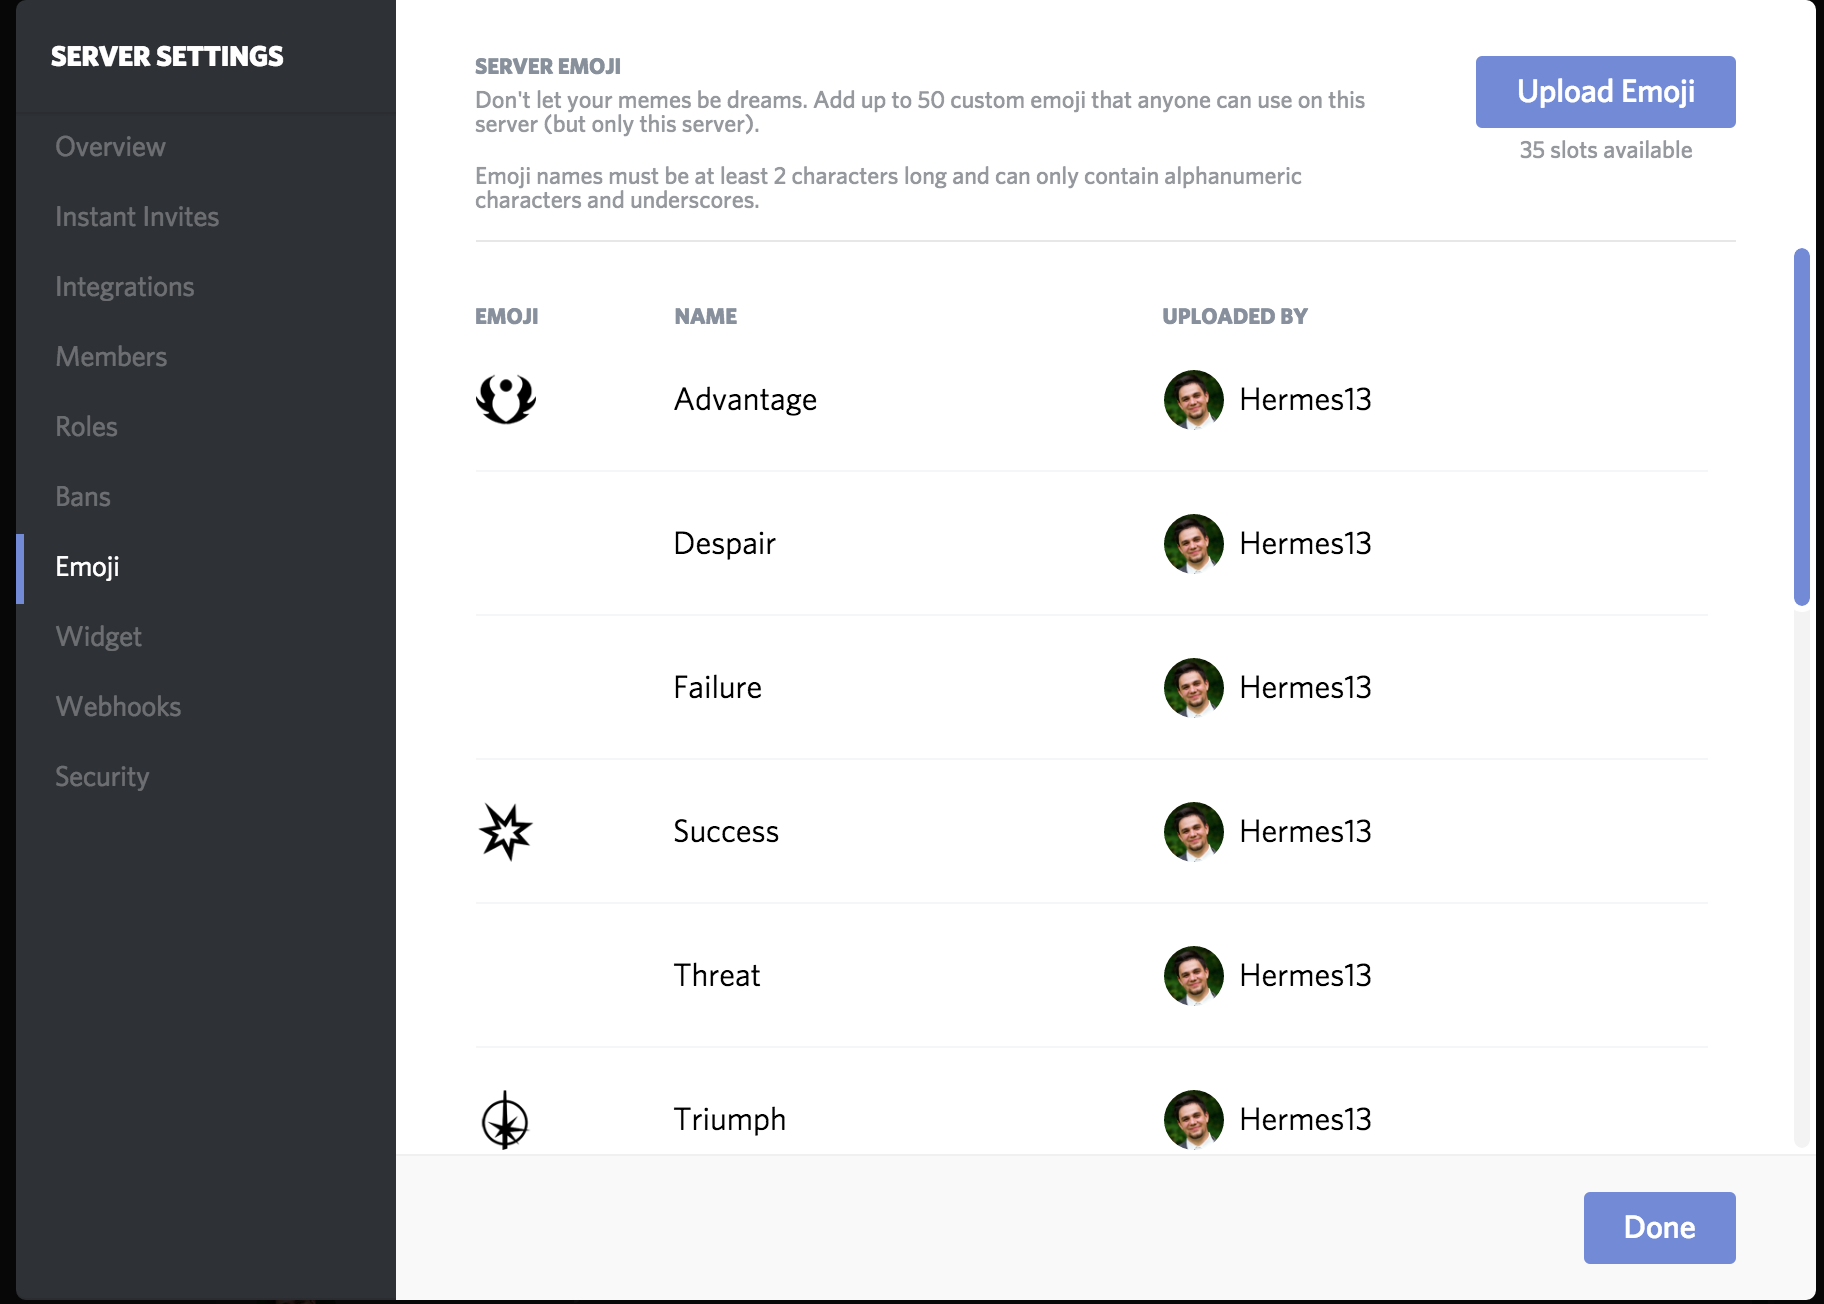 SERVER SETTINGS
Overview
Instant Invites
Integrations
Members
Roles
Bans
Emoji
Widget
Webhooks
Security
SERVER EMOJI
Don't let your memes be dreams. Add up to 50 custom emoji that anyone can use on this
server (but only this server).
Emoji names must be at least 2 characters long and can only contain alphanumeric
characters and underscores.
Upload Emoji
35 slots available
EMOJI NAME UPLOADED BY
Advantage Hermes13
Despair Hermes13
Failure Hermes13
Success Hermes13
Threat Hermes13
Triumph Hermes13
Done